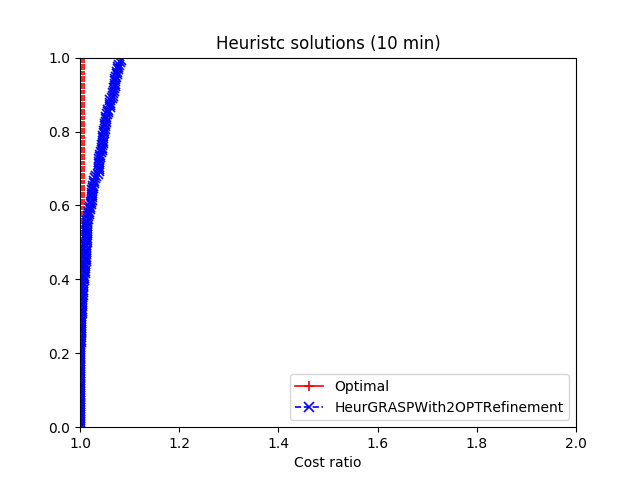 Heuristc solutions (10 min)
1.0
0.8
0.6
0.4
0.2
0.0
Optimal
HeurGRASPWith2OPTRefinement
1.0 1.2 1.4 1.6 1.8 2.0
Cost ratio